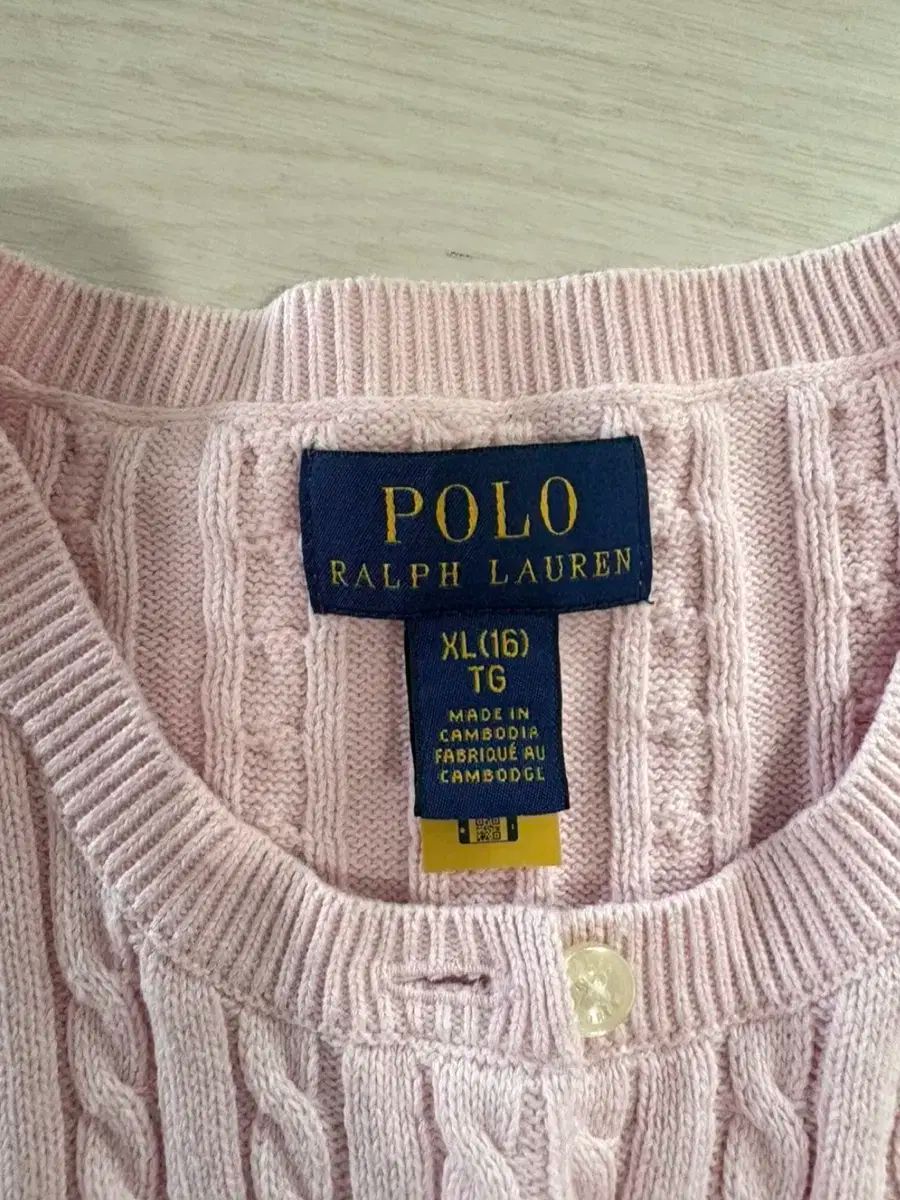 POLO
RALPH LAUREN
XL(16)
TG
MADE IN
CAMBODIA
FABRIQUÉ AU
CAMBODGE